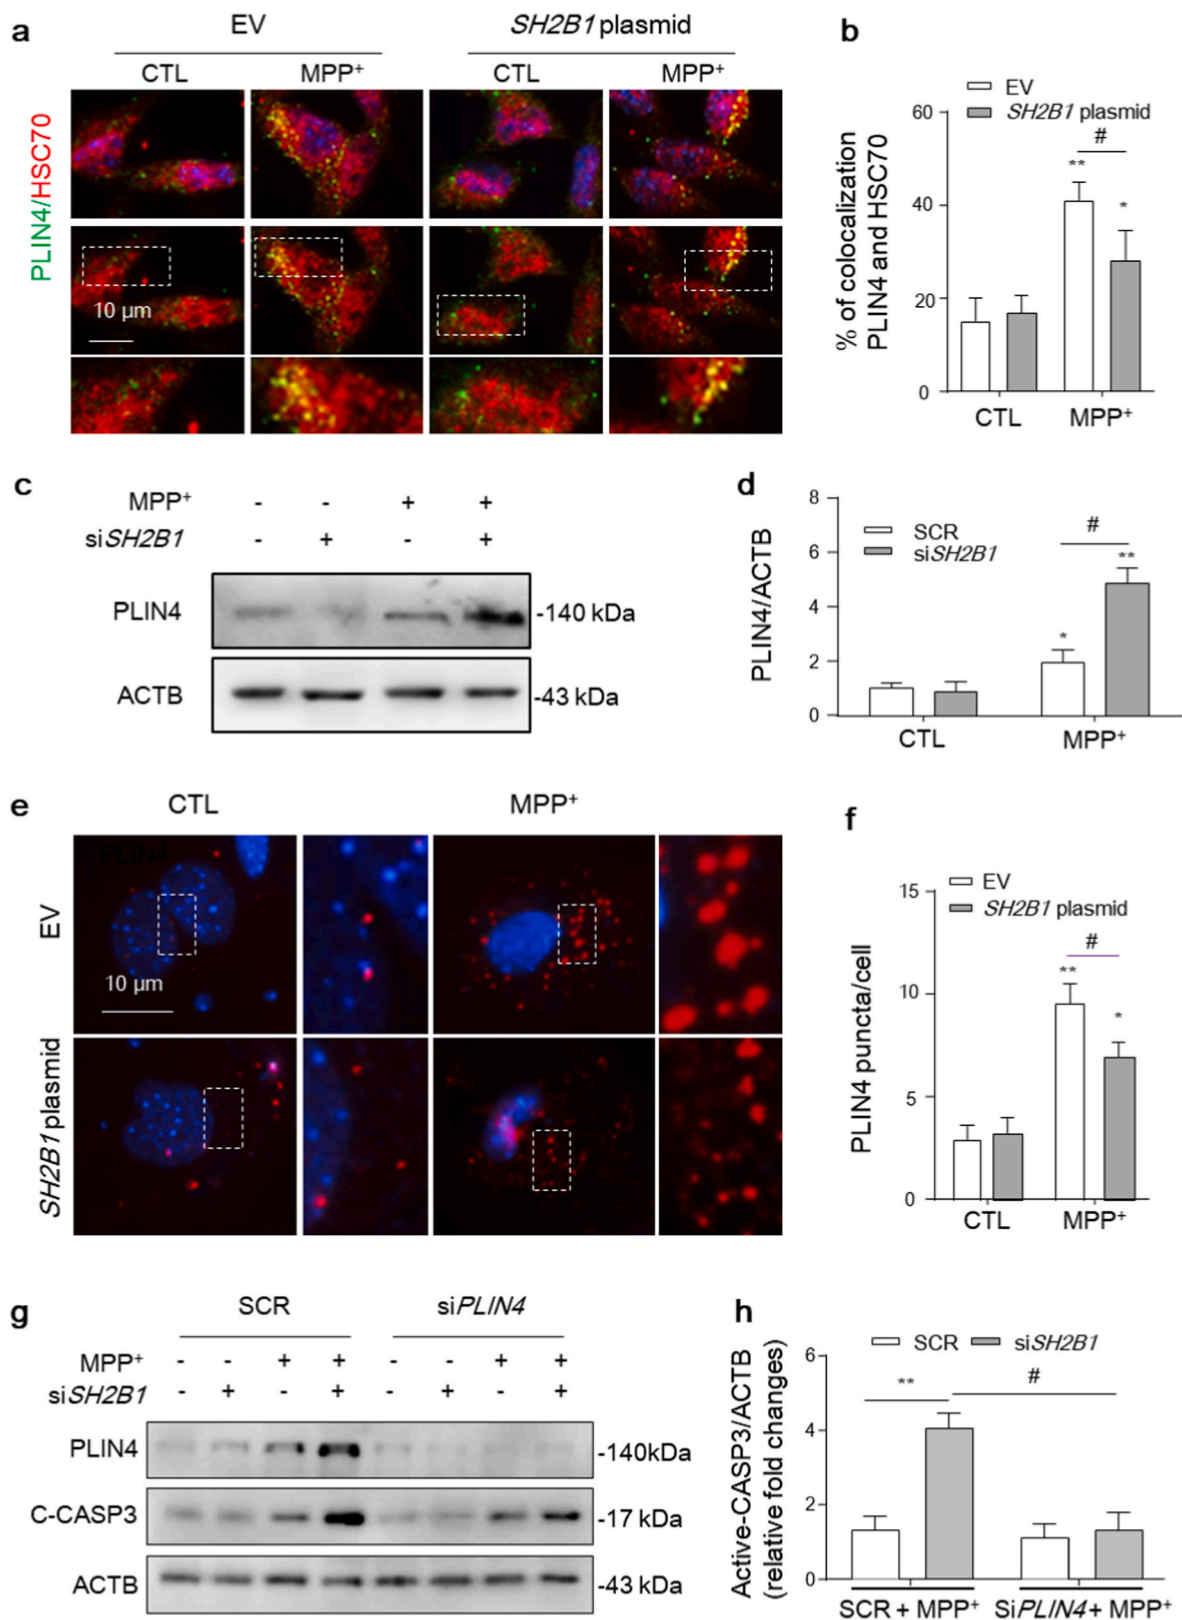 a
EV
SH2B1 plasmid
CTL
MPP⁺
CTL
MPP⁺
PLIN4/HSC70
10 µm
b
EV
SH2B1 plasmid
% of colocalization
PLIN4 and HSC70
60
40
20
0
#
**
*
CTL
MPP⁺
c
MPP⁺ - - + +
siSH2B1 - + - +
PLIN4
-140 kDa
ACTB
-43 kDa
d
PLIN4/ACTB
8
6
4
2
0
SCR
siSH2B1
#
**
*
CTL
MPP⁺
e
CTL
MPP⁺
EV
PLIN4
10 µm
SH2B1 plasmid
f
PLIN4 puncta/cell
15
10
5
0
EV
SH2B1 plasmid
#
**
*
CTL
MPP⁺
g
SCR
siPLIN4
MPP⁺ - - + + - - + +
siSH2B1 - + - + - + - +
PLIN4
-140kDa
C-CASP3
-17 kDa
ACTB
-43 kDa
h
SCR
siSH2B1
Active-CASP3/ACTB
(relative fold changes)
6
4
2
0
**
#
SCR + MPP⁺
SiPLIN4 + MPP⁺